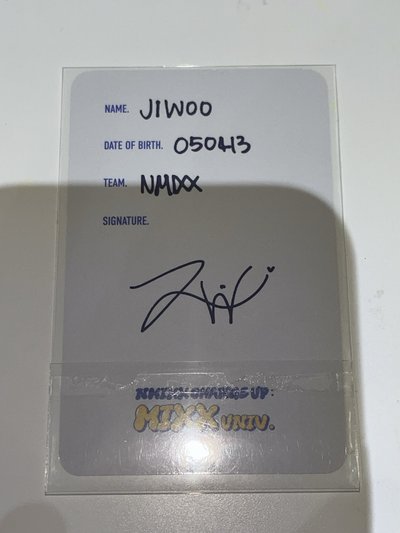 NAME. JIWOO
DATE OF BIRTH. 050413
TEAM. NMIXX
SIGNATURE.
NMIXX CHANGE UP:
MIXX UNIV.